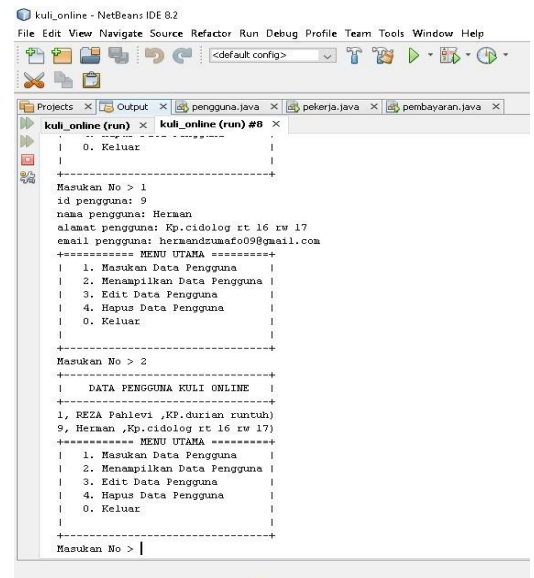 kuli_online - NetBeans IDE 8.2
File Edit View Navigate Source Refactor Run Debug Profile Team Tools Window Help
<default config>
Projects × Output × pengguna.java × pekerja.java × pembayaran.java ×
kuli_online (run) × kuli_online (run) #8 ×
| 0. Keluar |
| |
+-----------------------------------+
Masukan No > 1
id pengguna: 9
nama pengguna: Herman
alamat pengguna: Kp.cidolog rt 16 rw 17
email pengguna: hermandzumafo09@gmail.com
+=========== MENU UTAMA =========+
| 1. Masukan Data Pengguna |
| 2. Menampilkan Data Pengguna |
| 3. Edit Data Pengguna |
| 4. Hapus Data Pengguna |
| 0. Keluar |
| |
+-----------------------------------+
Masukan No > 2
+-----------------------------------+
| DATA PENGGUNA KULI ONLINE |
+-----------------------------------+
1, REZA Pahlevi ,KP.durian runtuh)
9, Herman ,Kp.cidolog rt 16 rw 17)
+=========== MENU UTAMA =========+
| 1. Masukan Data Pengguna |
| 2. Menampilkan Data Pengguna |
| 3. Edit Data Pengguna |
| 4. Hapus Data Pengguna |
| 0. Keluar |
| |
+-----------------------------------+
Masukan No >